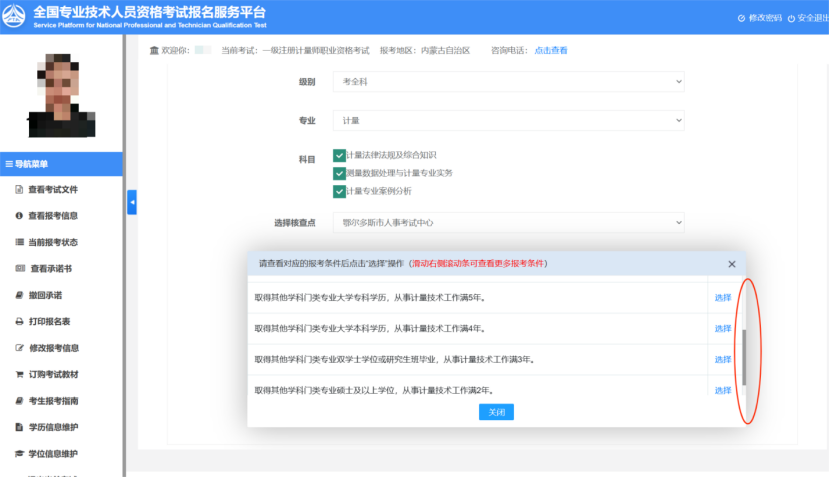 全国专业技术人员资格考试报名服务平台
Service Platform for National Professional and Technician Qualification Test
修改密码 安全退出
欢迎你: 当前考试: 一级注册计量师职业资格考试 报考地区: 内蒙古自治区 咨询电话: 点击查看
导航菜单
查看考试文件
查看报考信息
当前报考状态
查看承诺书
撤回承诺
打印报名表
修改报考信息
订购考试教材
考生报考指南
学历信息维护
学位信息维护
级别 考全科
专业 计量
科目 计量法律法规及综合知识
测量数据处理与计量专业实务
计量专业案例分析
选择核查点 鄂尔多斯市人事考试中心
请查看对应的报考条件后点击“选择”操作（滑动右侧滚动条可查看更多报考条件）
取得其他学科门类专业大学专科学历，从事计量技术工作满5年。 选择
取得其他学科门类专业大学本科学历，从事计量技术工作满4年。 选择
取得其他学科门类专业双学士学位或研究生班毕业，从事计量技术工作满3年。 选择
取得其他学科门类专业硕士及以上学位，从事计量技术工作满2年。 选择
关闭